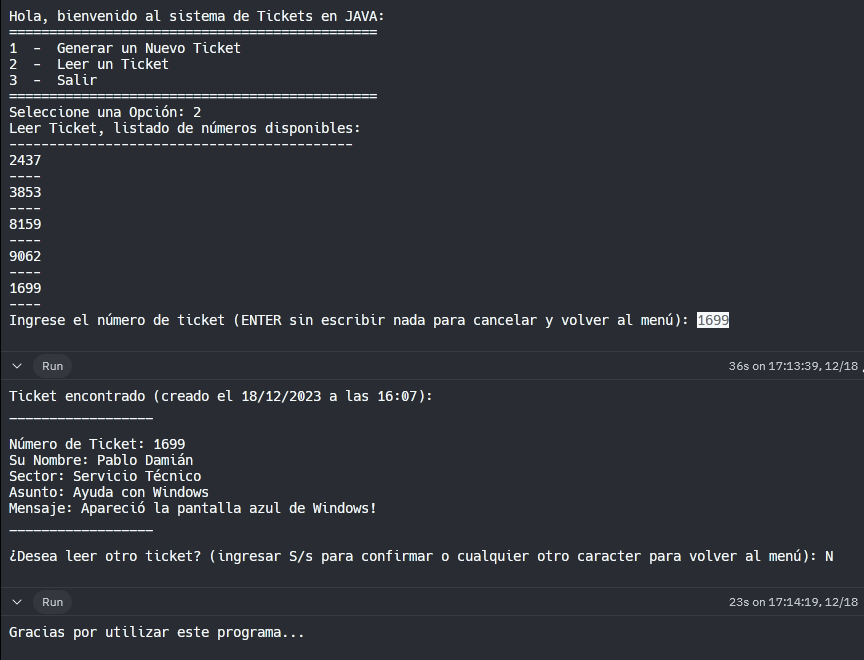 Hola, bienvenido al sistema de Tickets en JAVA:
==============================================
1  -  Generar un Nuevo Ticket
2  -  Leer un Ticket
3  -  Salir
==============================================
Seleccione una Opción: 2
Leer Ticket, listado de números disponibles:
-------------------------------------------
2437
----
3853
----
8159
----
9062
----
1699
----
Ingrese el número de ticket (ENTER sin escribir nada para cancelar y volver al menú): 1699
Run
36s on 17:13:39, 12/18
Ticket encontrado (creado el 18/12/2023 a las 16:07):
__________________
Número de Ticket: 1699
Su Nombre: Pablo Damián
Sector: Servicio Técnico
Asunto: Ayuda con Windows
Mensaje: Apareció la pantalla azul de Windows!
__________________
¿Desea leer otro ticket? (ingresar S/s para confirmar o cualquier otro caracter para volver al menú): N
Run
23s on 17:14:19, 12/18
Gracias por utilizar este programa...